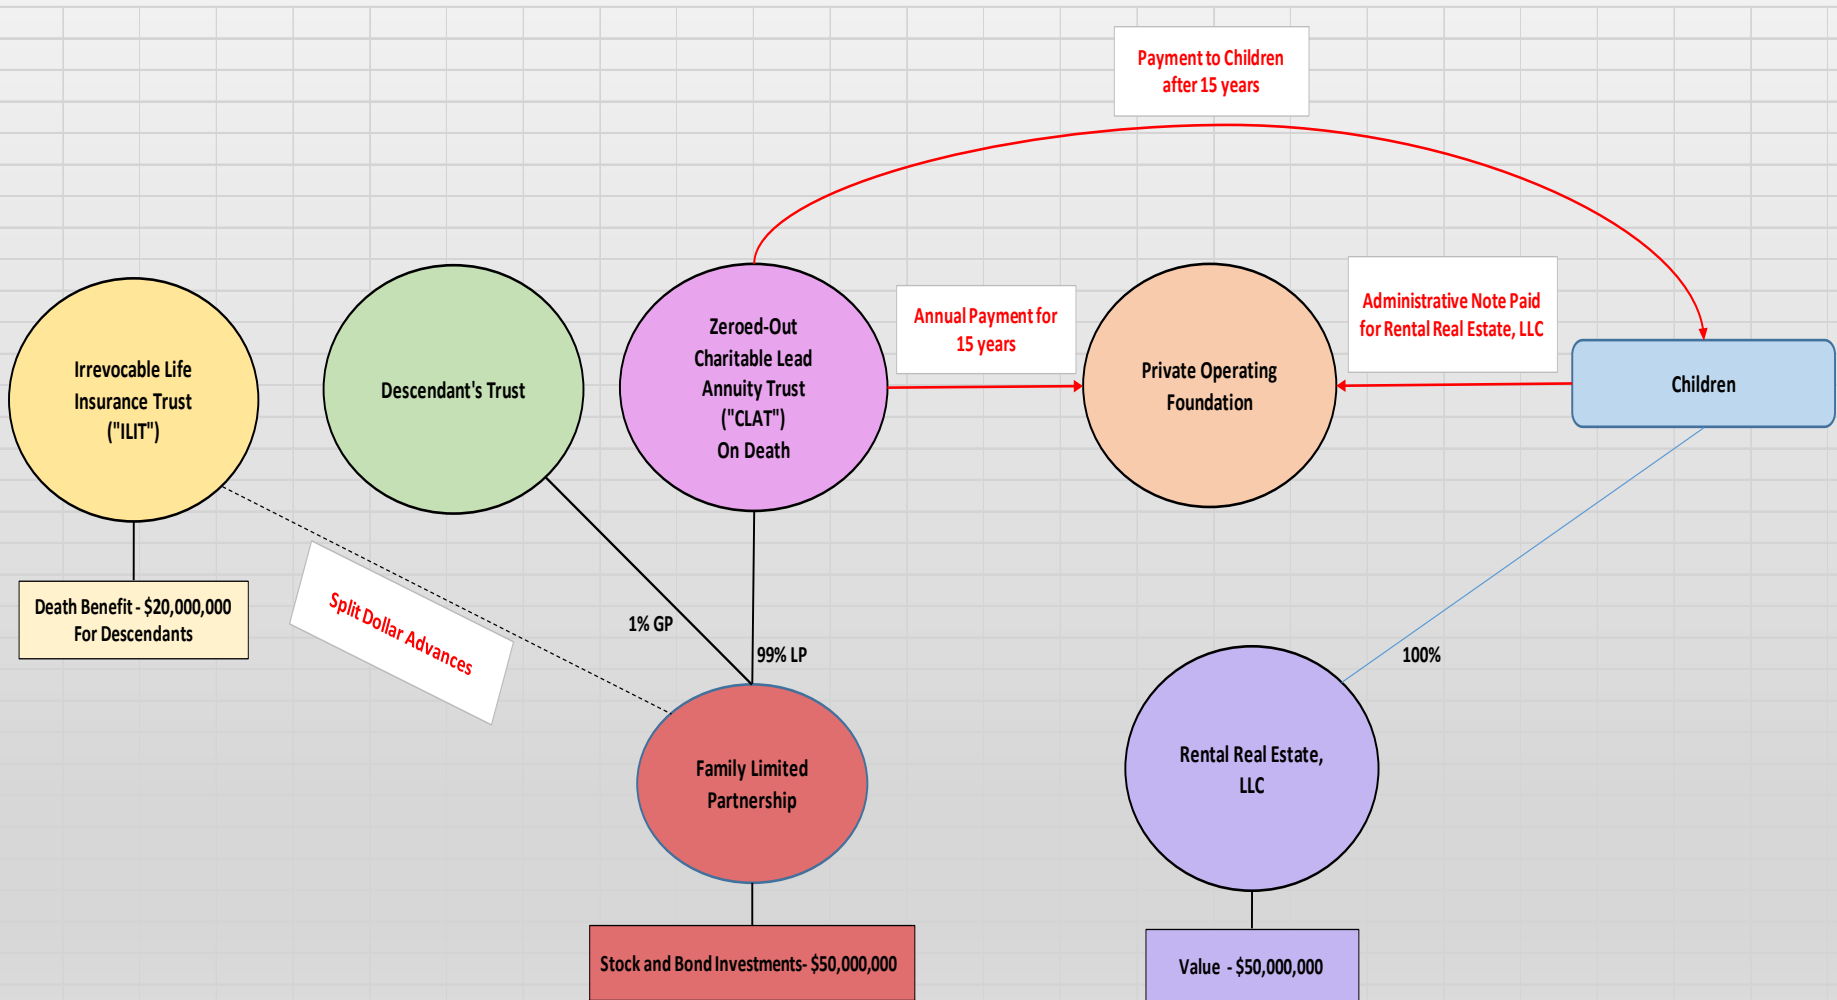 Payment to Children
after 15 years
Irrevocable Life
Insurance Trust
("ILIT")
Descendant's Trust
Zeroed-Out
Charitable Lead
Annuity Trust
("CLAT")
On Death
Annual Payment for
15 years
Private Operating
Foundation
Administrative Note Paid
for Rental Real Estate, LLC
Children
Death Benefit - $20,000,000
For Descendants
Split Dollar Advances
1% GP
99% LP
100%
Family Limited
Partnership
Rental Real Estate,
LLC
Stock and Bond Investments- $50,000,000
Value - $50,000,000